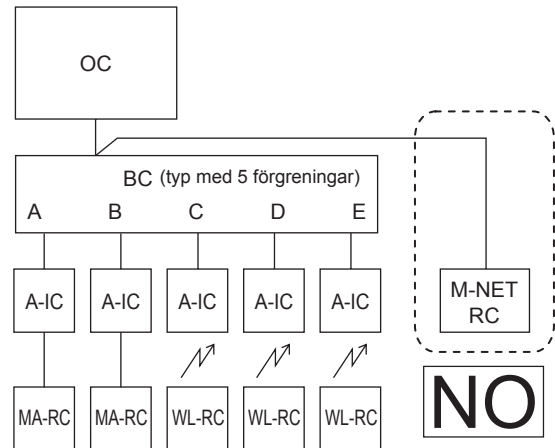 OC
BC (typ med 5 förgreningar)
A B C D E
A-IC A-IC A-IC A-IC A-IC
M-NET
RC
MA-RC MA-RC WL-RC WL-RC WL-RC
NO